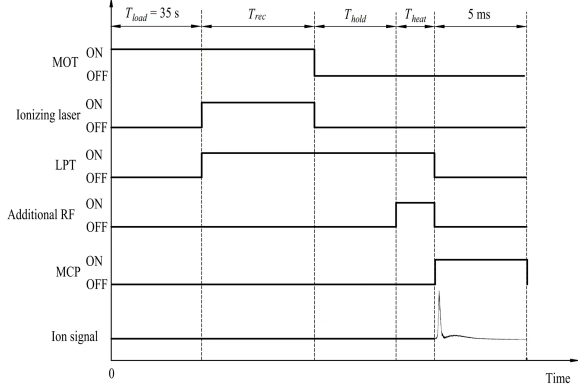 T_load = 35 s T_rec T_hold T_heat 5 ms
MOT ON
OFF
Ionizing laser ON
OFF
LPT ON
OFF
Additional RF ON
OFF
MCP ON
OFF
Ion signal
0
Time